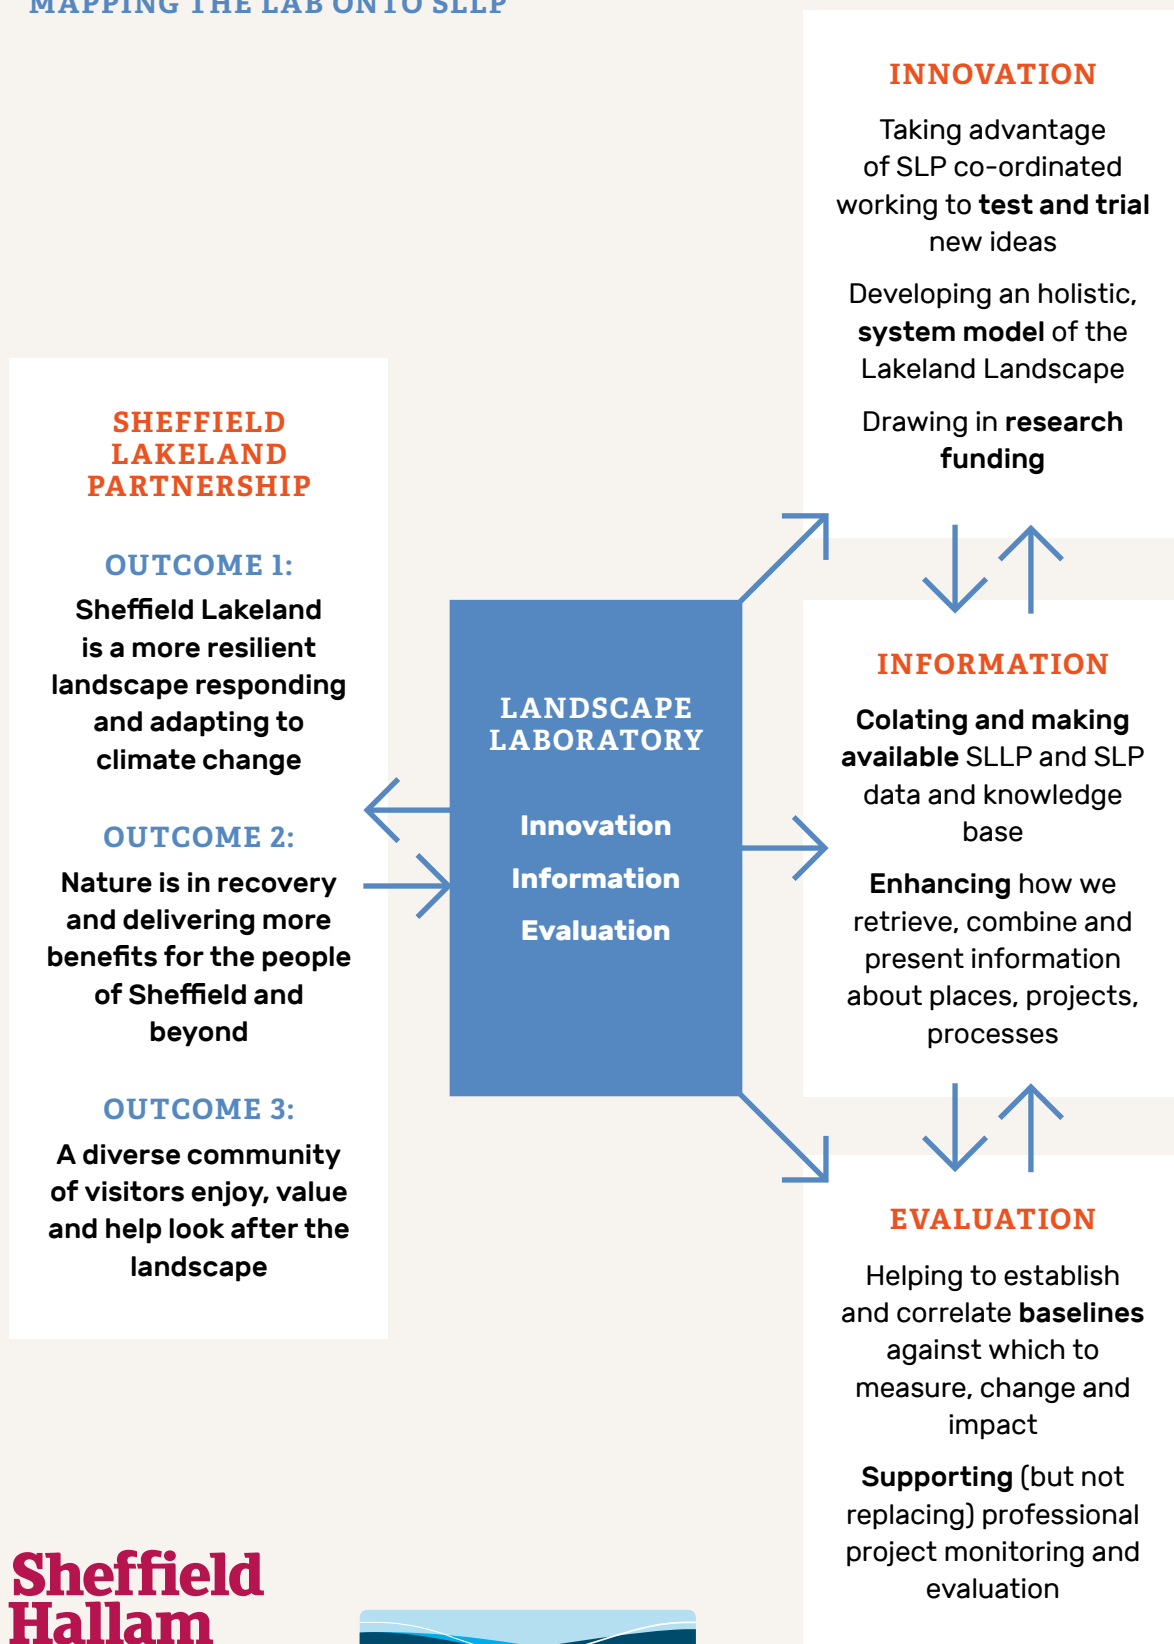 MAPPING THE LAB ONTO SLLP
SHEFFIELD
LAKELAND
PARTNERSHIP
OUTCOME 1:
Sheffield Lakeland
is a more resilient
landscape responding
and adapting to
climate change
OUTCOME 2:
Nature is in recovery
and delivering more
benefits for the people
of Sheffield and
beyond
OUTCOME 3:
A diverse community
of visitors enjoy, value
and help look after the
landscape
LANDSCAPE
LABORATORY
Innovation
Information
Evaluation
INNOVATION
Taking advantage
of SLP co-ordinated
working to test and trial
new ideas
Developing an holistic,
system model of the
Lakeland Landscape
Drawing in research
funding
INFORMATION
Colating and making
available SLLP and SLP
data and knowledge
base
Enhancing how we
retrieve, combine and
present information
about places, projects,
processes
EVALUATION
Helping to establish
and correlate baselines
against which to
measure, change and
impact
Supporting (but not
replacing) professional
project monitoring and
evaluation
Sheffield
Hallam